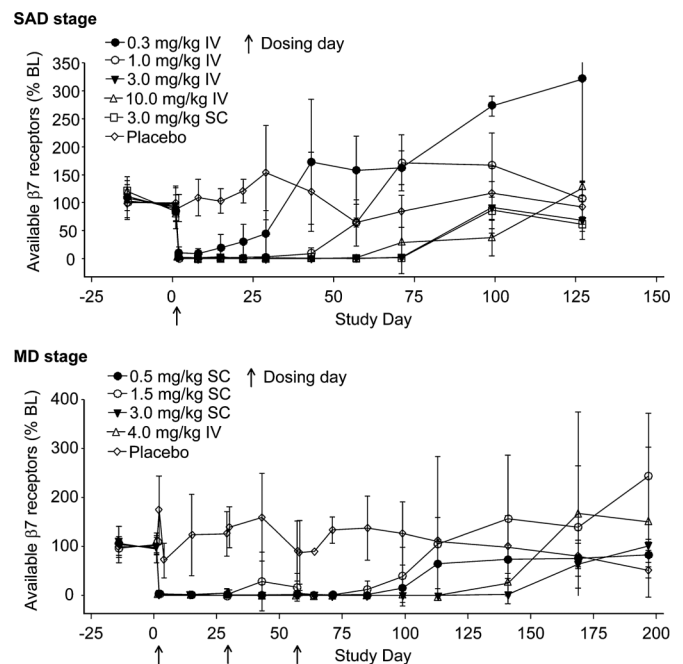 SAD stage
0.3 mg/kg IV ↑ Dosing day
1.0 mg/kg IV
3.0 mg/kg IV
10.0 mg/kg IV
3.0 mg/kg SC
Placebo
Available β7 receptors (% BL)
350
300
250
200
150
100
50
0
-25 0 25 50 75 100 125 150
↑
Study Day
MD stage
0.5 mg/kg SC ↑ Dosing day
1.5 mg/kg SC
3.0 mg/kg SC
4.0 mg/kg IV
Placebo
Available β7 receptors (% BL)
400
300
200
100
0
-25 0 25 50 75 100 125 150 175 200
↑ ↑ ↑
Study Day